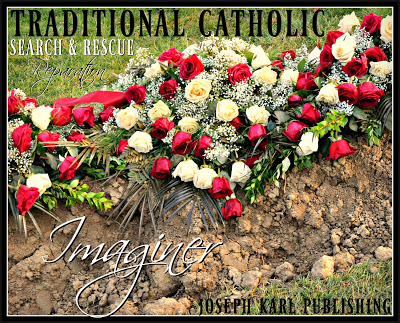 TRADITIONAL CATHOLIC
SEARCH & RESCUE
Reparation
Imaginer
JOSEPH KARL PUBLISHING